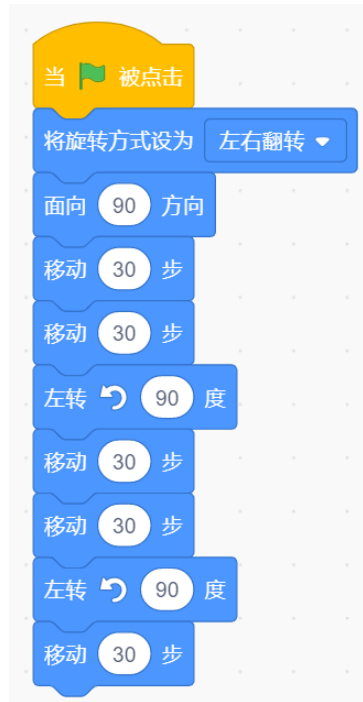 当 被点击
将旋转方式设为 左右翻转
面向 90 方向
移动 30 步
移动 30 步
左转 90 度
移动 30 步
移动 30 步
左转 90 度
移动 30 步